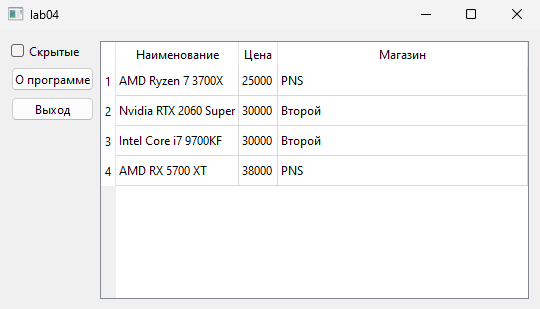 lab04
Скрытые
О программе
Выход
Наименование Цена Магазин
1 AMD Ryzen 7 3700X 25000 PNS
2 Nvidia RTX 2060 Super 30000 Второй
3 Intel Core i7 9700KF 30000 Второй
4 AMD RX 5700 XT 38000 PNS